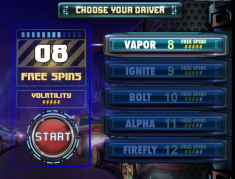 CHOOSE YOUR DRIVER
08
FREE SPINS
VOLATILITY
$$$$$
START
VAPOR 8 FREE SPINS
$$$$$
IGNITE 9 FREE SPINS
$$$$$
BOLT 10 FREE SPINS
$$$$$
ALPHA 11 FREE SPINS
$$$$$
FIREFLY 12 FREE SPINS
$$$$$